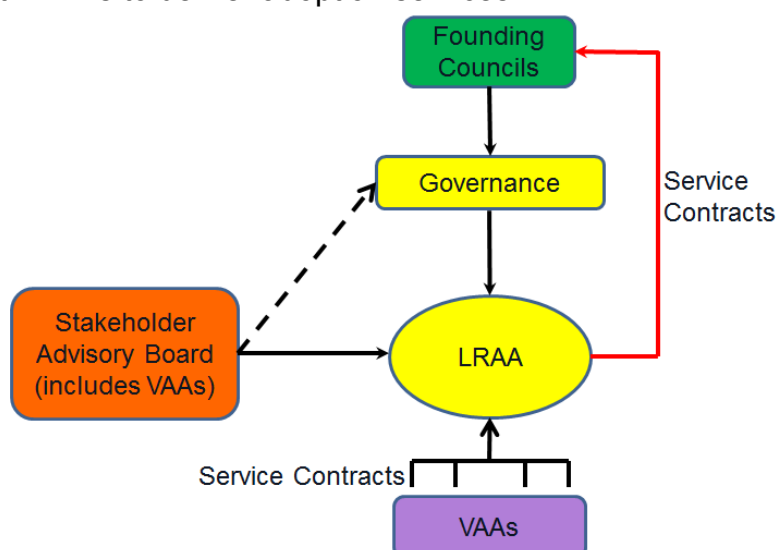 Founding
Councils
Governance
Service
Contracts
Stakeholder
Advisory Board
(includes VAAs)
LRAA
Service Contracts
VAAs